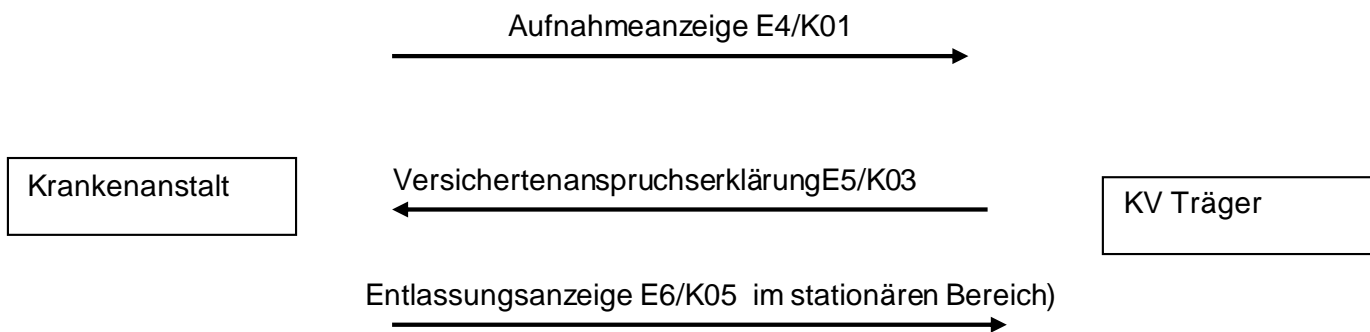 Aufnahmeanzeige E4/K01
Krankenanstalt
VersichertenanspruchserklärungE5/K03
KV Träger
Entlassungsanzeige E6/K05 im stationären Bereich)